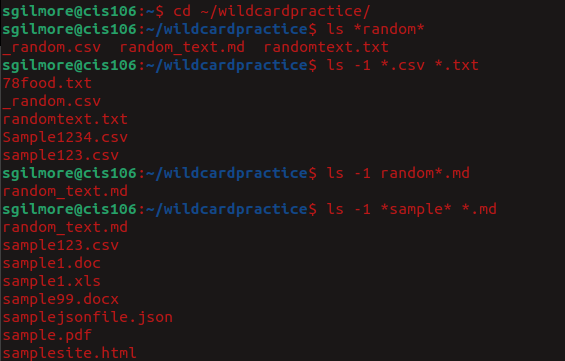 sgilmore@cis106:~$ cd ~/wildcardpractice/
sgilmore@cis106:~/wildcardpractice$ ls *random*
_random.csv  random_text.md  randomtext.txt
sgilmore@cis106:~/wildcardpractice$ ls -1 *.csv *.txt
78food.txt
_random.csv
randomtext.txt
Sample1234.csv
sample123.csv
sgilmore@cis106:~/wildcardpractice$ ls -1 random*.md
random_text.md
sgilmore@cis106:~/wildcardpractice$ ls -1 *sample* *.md
random_text.md
sample123.csv
sample1.doc
sample1.xls
sample99.docx
samplejsonfile.json
sample.pdf
samplesite.html